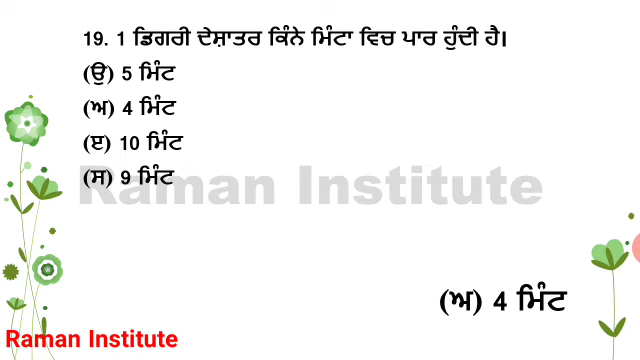 19. 1 ਡਿਗਰੀ ਦੇਸ਼ਾਤਰ ਕਿੰਨੇ ਮਿੰਟਾ ਵਿਚ ਪਾਰ ਹੁੰਦੀ ਹੈ।
(ਉ) 5 ਮਿੰਟ
(ਅ) 4 ਮਿੰਟ
(ੲ) 10 ਮਿੰਟ
(ਸ) 9 ਮਿੰਟ
Raman Institute
(ਅ) 4 ਮਿੰਟ
Raman Institute